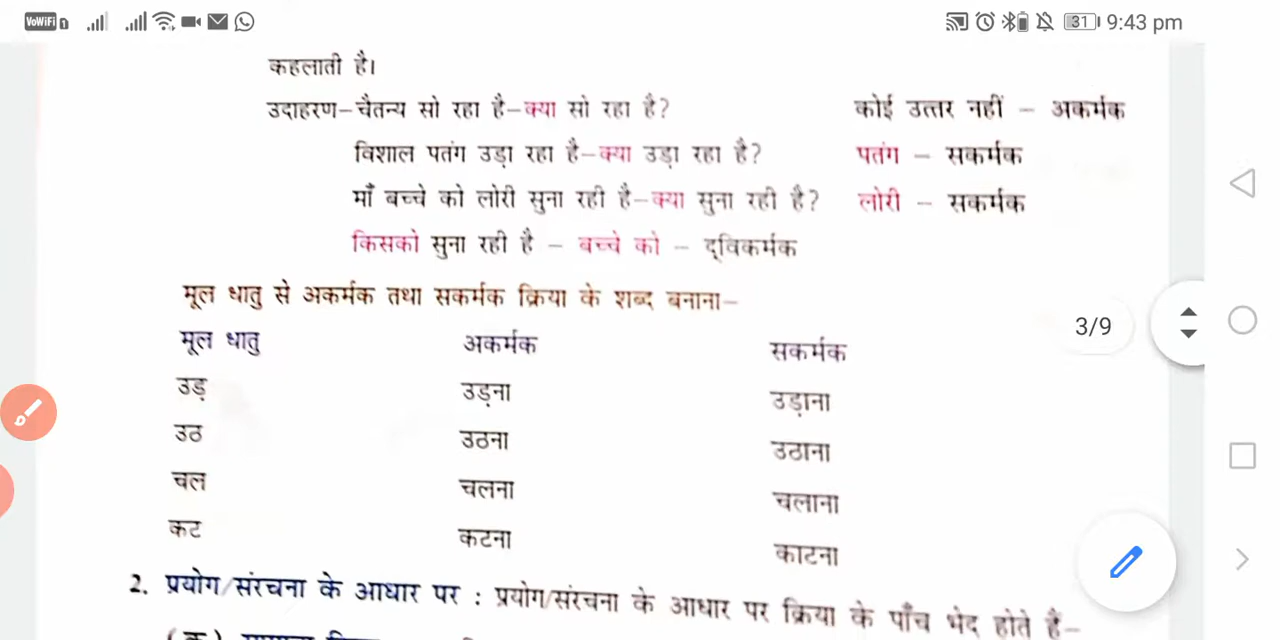 VoWiFi 1 31 9:43 pm
कहलाती है।
उदाहरण–चैतन्य सो रहा है–क्या सो रहा है? कोई उत्तर नहीं – अकर्मक
विशाल पतंग उड़ा रहा है–क्या उड़ा रहा है? पतंग – सकर्मक
माँ बच्चे को लोरी सुना रही है–क्या सुना रही है? लोरी – सकर्मक
किसको सुना रही है – बच्चे को – द्विकर्मक
मूल धातु से अकर्मक तथा सकर्मक क्रिया के शब्द बनाना–
मूल धातु अकर्मक सकर्मक
उड़ उड़ना उड़ाना
उठ उठना उठाना
चल चलना चलाना
कट कटना काटना
3/9
2. प्रयोग/संरचना के आधार पर : प्रयोग/संरचना के आधार पर क्रिया के पाँच भेद होते हैं–